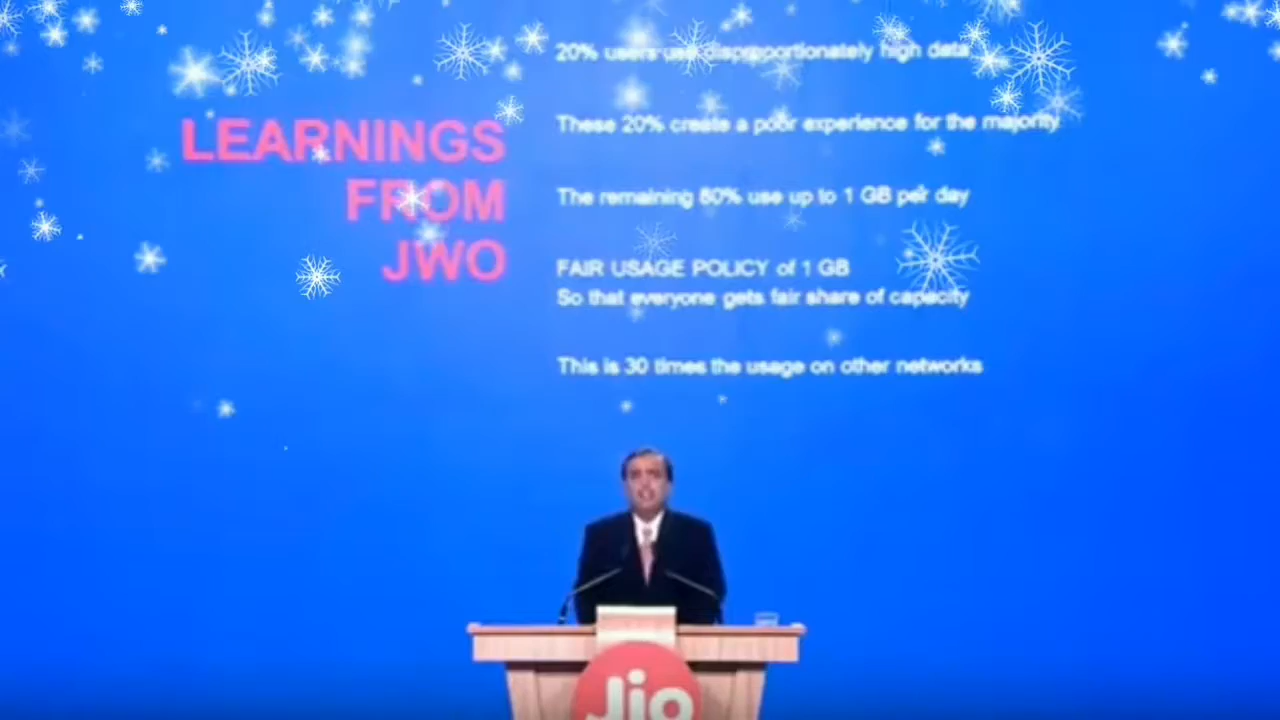 LEARNINGS
FROM
JWO
20% users use disproportionately high data
These 20% create a poor experience for the majority
The remaining 80% use up to 1 GB per day
FAIR USAGE POLICY of 1 GB
So that everyone gets fair share of capacity
This is 30 times the usage on other networks
Jio